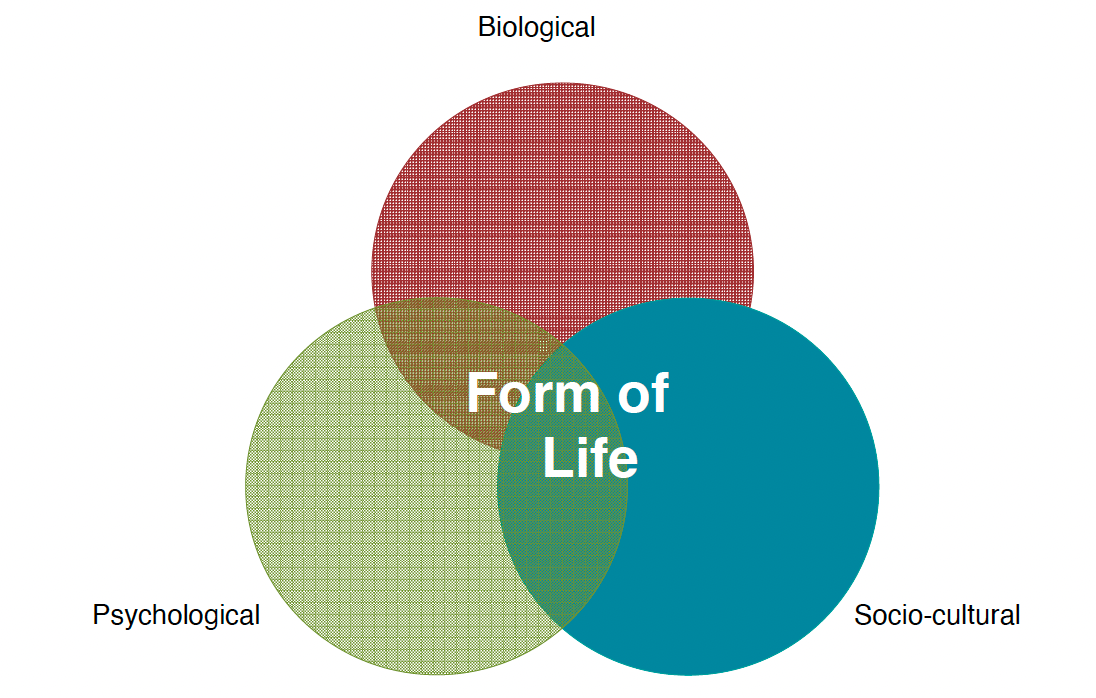 Biological
Form of
Life
Psychological
Socio-cultural